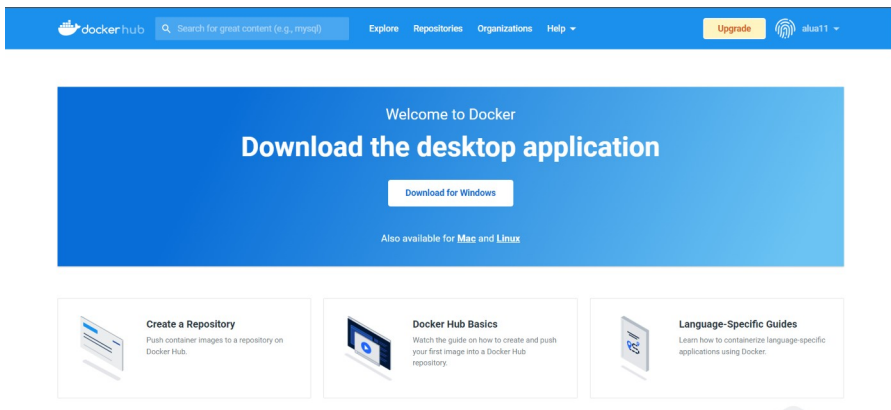 dockerhub Search for great content (e.g., mysql) Explore Repositories Organizations Help Upgrade alua11
Welcome to Docker
Download the desktop application
Download for Windows
Also available for Mac and Linux
Create a Repository
Push container images to a repository on
Docker Hub.
Docker Hub Basics
Watch the guide on how to create and push
your first image into a Docker Hub
repository.
Language-Specific Guides
Learn how to containerize language-specific
applications using Docker.